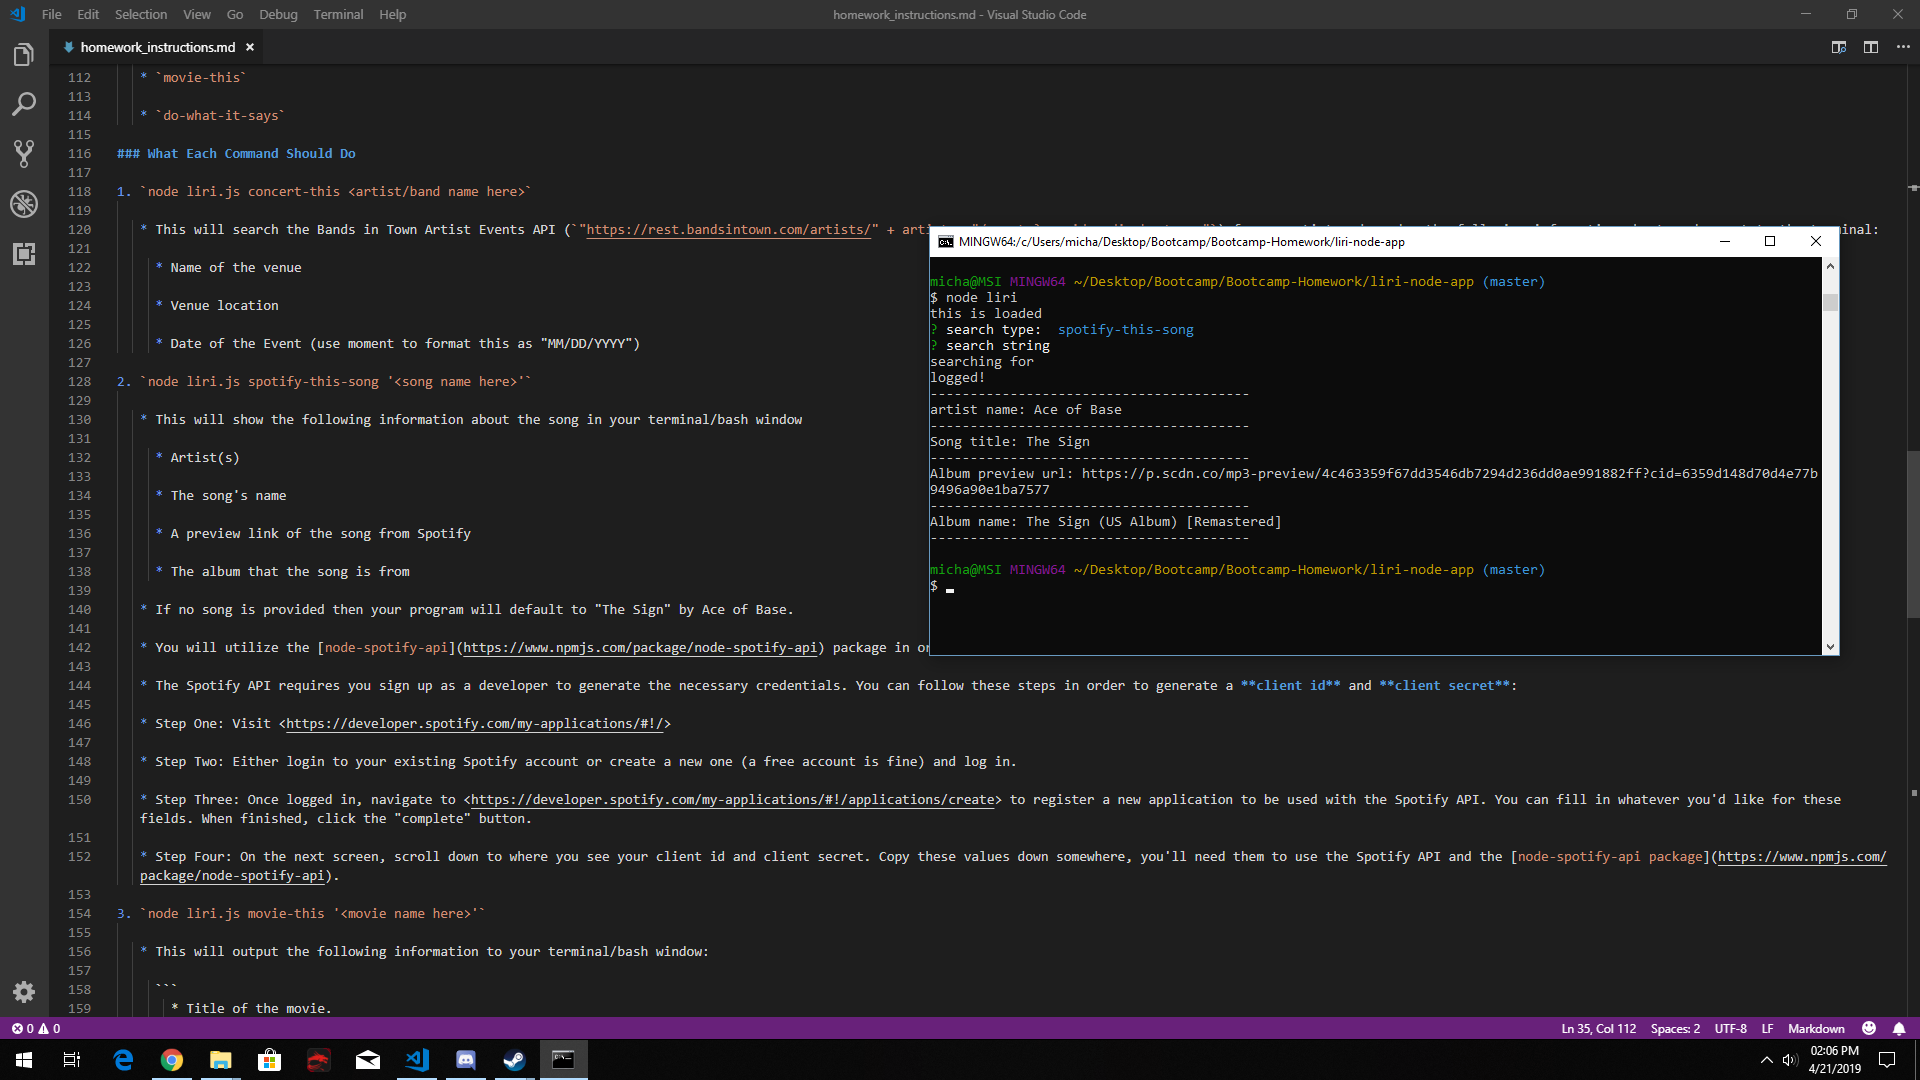 File Edit Selection View Go Debug Terminal Help
homework_instructions.md - Visual Studio Code
homework_instructions.md
112 * `movie-this`
113
114 * `do-what-it-says`
115
116 ### What Each Command Should Do
117
118 1. `node liri.js concert-this <artist/band name here>`
119
120 * This will search the Bands in Town Artist Events API (`"https://rest.bandsintown.com/artists/" + arti
minal:
121
122 * Name of the venue
123
124 * Venue location
125
126 * Date of the Event (use moment to format this as "MM/DD/YYYY")
127
128 2. `node liri.js spotify-this-song '<song name here>'`
129
130 * This will show the following information about the song in your terminal/bash window
131
132 * Artist(s)
133
134 * The song's name
135
136 * A preview link of the song from Spotify
137
138 * The album that the song is from
139
140 * If no song is provided then your program will default to "The Sign" by Ace of Base.
141
142 * You will utilize the [node-spotify-api](https://www.npmjs.com/package/node-spotify-api) package in or
143
144 * The Spotify API requires you sign up as a developer to generate the necessary credentials. You can follow these steps in order to generate a **client id** and **client secret**:
145
146 * Step One: Visit <https://developer.spotify.com/my-applications/#!/>
147
148 * Step Two: Either login to your existing Spotify account or create a new one (a free account is fine) and log in.
149
150 * Step Three: Once logged in, navigate to <https://developer.spotify.com/my-applications/#!/applications/create> to register a new application to be used with the Spotify API. You can fill in whatever you'd like for these
fields. When finished, click the "complete" button.
151
152 * Step Four: On the next screen, scroll down to where you see your client id and client secret. Copy these values down somewhere, you'll need them to use the Spotify API and the [node-spotify-api package](https://www.npmjs.com/
package/node-spotify-api).
153
154 3. `node liri.js movie-this '<movie name here>'`
155
156 * This will output the following information to your terminal/bash window:
157
158 ```
159 * Title of the movie.
MINGW64:/c/Users/micha/Desktop/Bootcamp/Bootcamp-Homework/liri-node-app
micha@MSI MINGW64 ~/Desktop/Bootcamp/Bootcamp-Homework/liri-node-app (master)
$ node liri
this is loaded
? search type: spotify-this-song
? search string
searching for
logged!
----------------------------------------
artist name: Ace of Base
----------------------------------------
Song title: The Sign
----------------------------------------
Album preview url: https://p.scdn.co/mp3-preview/4c463359f67dd3546db7294d236dd0ae991882ff?cid=6359d148d70d4e77b
9496a90e1ba7577
----------------------------------------
Album name: The Sign (US Album) [Remastered]
----------------------------------------
micha@MSI MINGW64 ~/Desktop/Bootcamp/Bootcamp-Homework/liri-node-app (master)
$
0 0
Ln 35, Col 112 Spaces: 2 UTF-8 LF Markdown
02:06 PM
4/21/2019